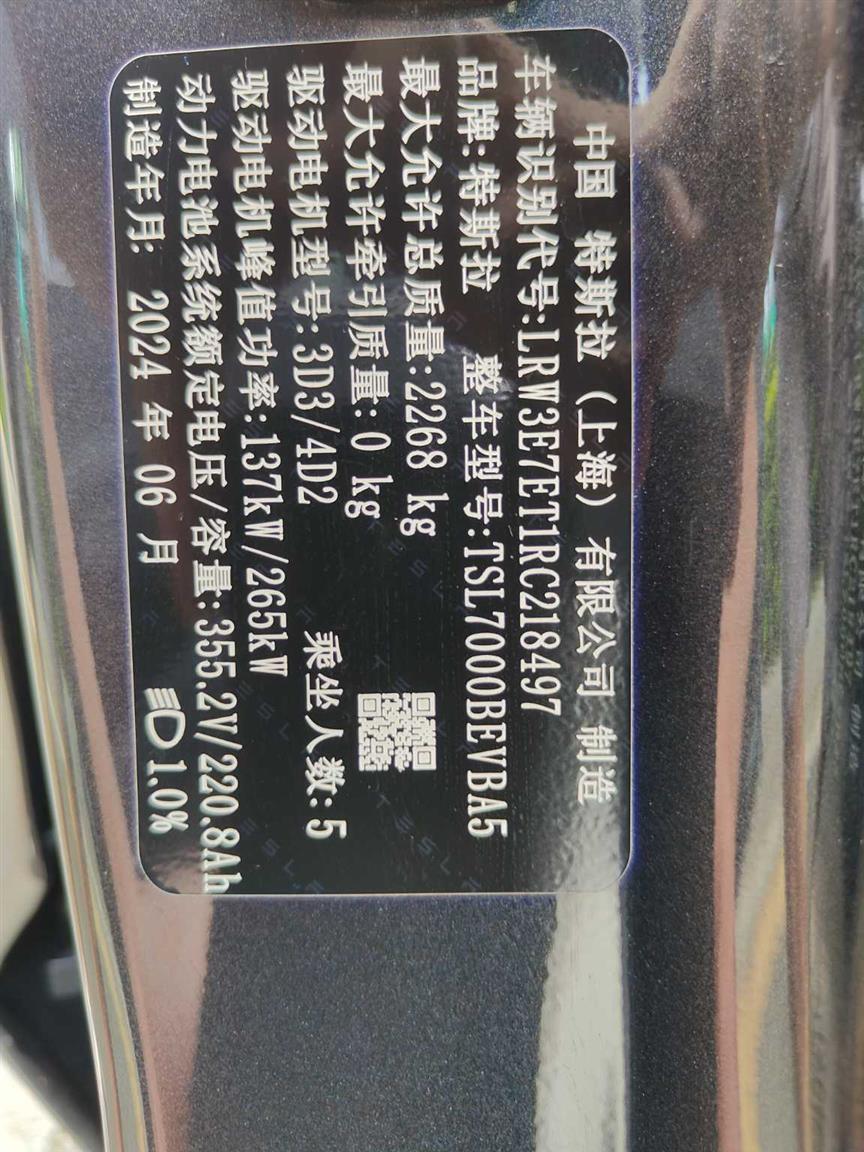 中国 特斯拉（上海）有限公司 制造
车辆识别代号:LRW3E7ET1RC218497
品牌:特斯拉 整车型号:TSL7000BEVBA5
最大允许总质量:2268 kg
最大允许牵引质量:0 kg
驱动电机型号:3D3/4D2 乘坐人数:5
驱动电机峰值功率:137kW/265kW
动力电池系统额定电压/容量:355.2V/220.8Ah
制造年月: 2024 年 06 月 1.0%